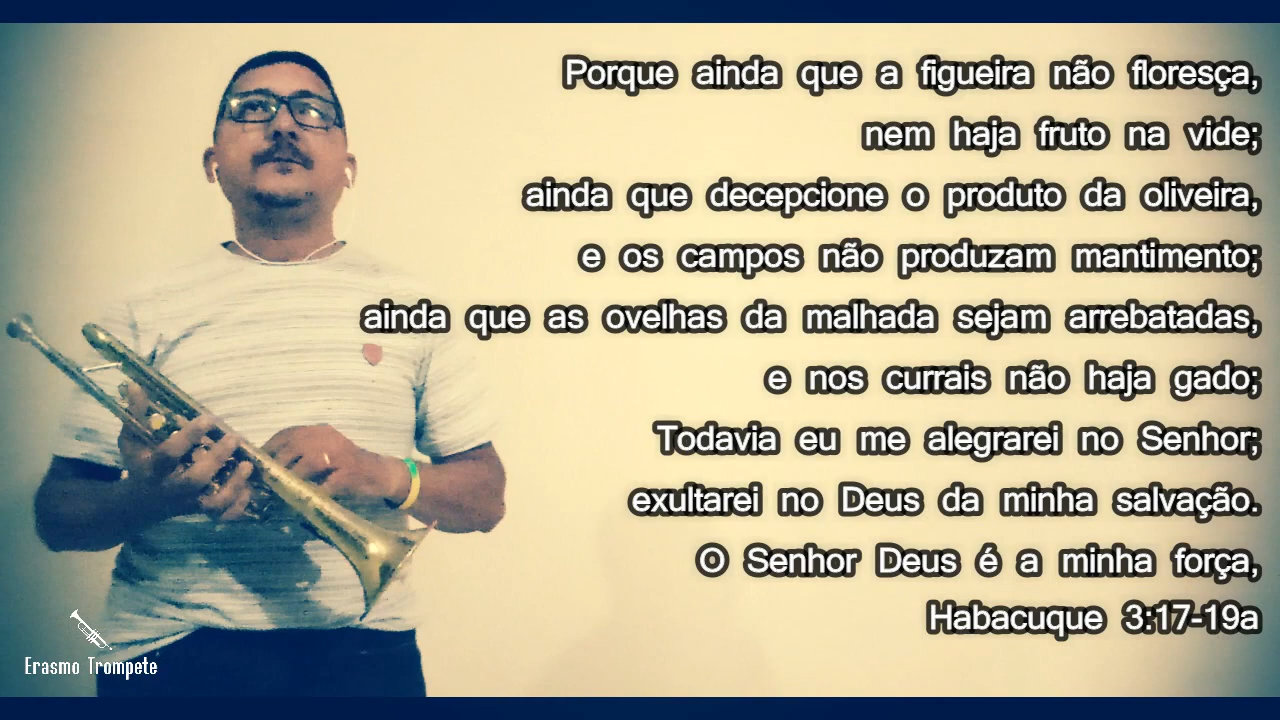 Porque ainda que a figueira não floresça,
nem haja fruto na vide;
ainda que decepcione o produto da oliveira,
e os campos não produzam mantimento;
ainda que as ovelhas da malhada sejam arrebatadas,
e nos currais não haja gado;
Todavia eu me alegrarei no Senhor;
exultarei no Deus da minha salvação.
O Senhor Deus é a minha força,
Habacuque 3:17-19a
Erasmo Trompete